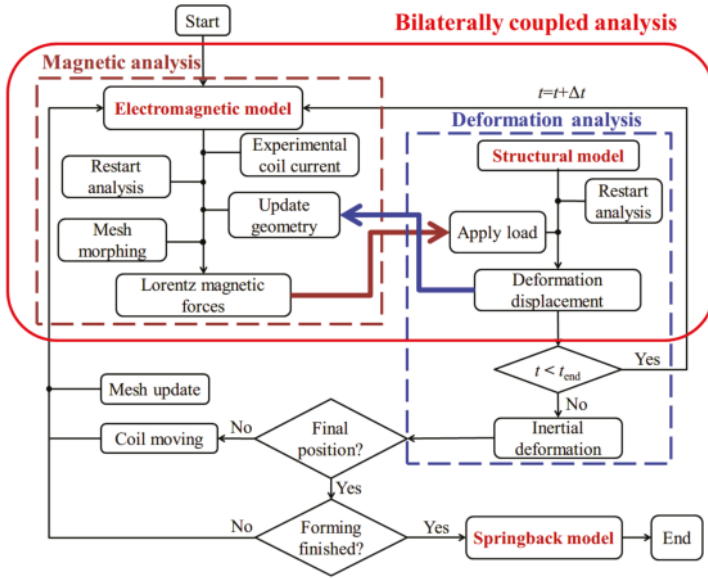 Start
Bilaterally coupled analysis
Magnetic analysis
t=t+Δt
Electromagnetic model
Deformation analysis
Experimental
coil current
Structural model
Restart
analysis
Restart
analysis
Update
geometry
Mesh
morphing
Apply load
Lorentz magnetic
forces
Deformation
displacement
t < tend
Yes
No
Mesh update
Inertial
deformation
Coil moving
No
Final
position?
Yes
No
Forming
finished?
Yes
Springback model
End